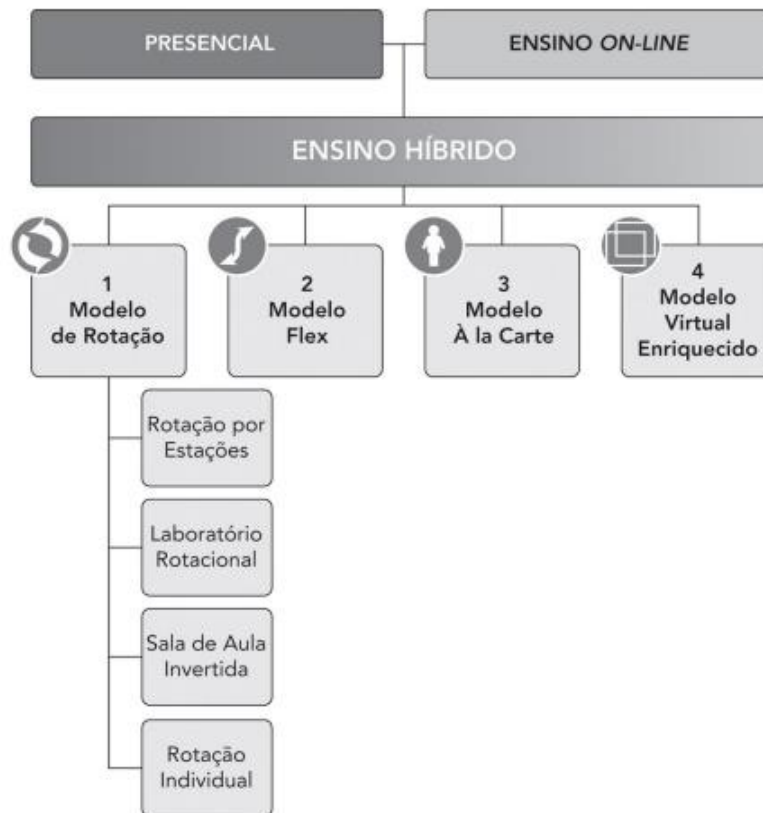 PRESENCIAL
ENSINO ON-LINE
ENSINO HÍBRIDO
1
Modelo
de Rotação
2
Modelo
Flex
3
Modelo
À la Carte
4
Modelo
Virtual
Enriquecido
Rotação por
Estações
Laboratório
Rotacional
Sala de Aula
Invertida
Rotação
Individual